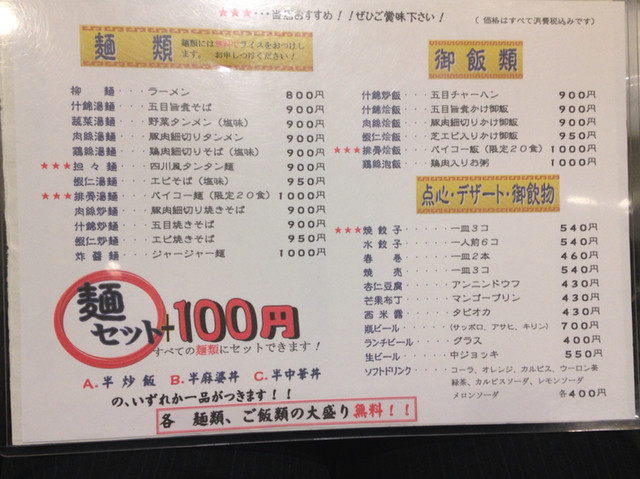 ★★★・・・当店おすすめ！！ぜひご賞味下さい！
（価格はすべて消費税込みです）
麺類
麺類には無料でライスをおつけします。 お申しつけください！
柳麺・・・ラーメン 800円
什錦湯麺・・・五目旨煮そば 900円
蔬菜湯麺・・・野菜タンメン（塩味） 900円
肉絲湯麺・・・豚肉細切りタンメン 900円
鶏絲湯麺・・・鶏肉細切りそば（塩味） 900円
★★★担々麺・・・四川風タンタン麺 900円
蝦仁湯麺・・・エビそば（塩味） 950円
★★★排骨湯麺・・・パイコー麺（限定20食）1000円
肉絲炒麺・・・豚肉細切り焼きそば 900円
什錦炒麺・・・五目焼きそば 900円
蝦仁炒麺・・・エビ焼きそば 950円
炸醤麺・・・ジャージャー麺 1000円
麺セット+100円
すべての麺類にセットできます！
A.半炒飯 B.半麻婆丼 C.半中華丼
の、いずれか一品がつきます！！
各 麺類、ご飯類の大盛り無料！！
御飯類
什錦炒飯・・・五目チャーハン 900円
什錦烩飯・・・五目旨煮かけ御飯 900円
肉絲烩飯・・・豚肉細切りかけ御飯 900円
蝦仁烩飯・・・芝エビ入りかけ御飯 950円
★★★排骨烩飯・・・パイコー飯（限定20食）1000円
鶏絲泡飯・・・鶏肉入りお粥 1000円
点心・デザート・御飲物
★★★焼餃子・・・一皿3コ 540円
水餃子・・・一人前6コ 540円
春巻・・・一皿2本 460円
焼売・・・一皿3コ 540円
杏仁豆腐・・・アンニンドウフ 430円
芒果布丁・・・マンゴープリン 430円
西米露・・・タピオカ 430円
瓶ビール・・・（サッポロ、アサヒ、キリン） 700円
ランチビール・・・グラス 400円
生ビール・・・中ジョッキ 550円
ソフトドリンク・・・コーラ、オレンジ、カルピス、ウーロン茶
緑茶、カルピスソーダ、レモンソーダ
メロンソーダ 各400円